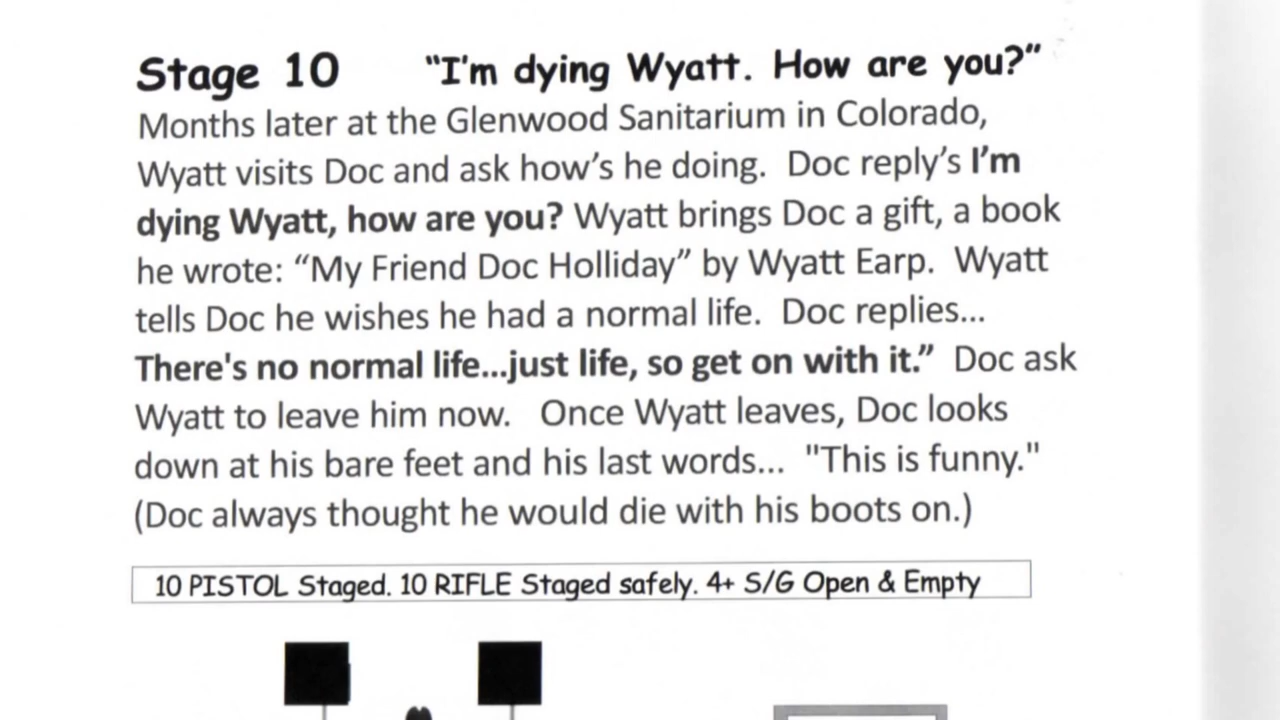 Stage 10 "I'm dying Wyatt. How are you?"
Months later at the Glenwood Sanitarium in Colorado,
Wyatt visits Doc and ask how's he doing. Doc reply's I'm
dying Wyatt, how are you? Wyatt brings Doc a gift, a book
he wrote: “My Friend Doc Holliday” by Wyatt Earp. Wyatt
tells Doc he wishes he had a normal life. Doc replies...
There's no normal life...just life, so get on with it.” Doc ask
Wyatt to leave him now. Once Wyatt leaves, Doc looks
down at his bare feet and his last words... "This is funny."
(Doc always thought he would die with his boots on.)
10 PISTOL Staged. 10 RIFLE Staged safely. 4+ S/G Open & Empty